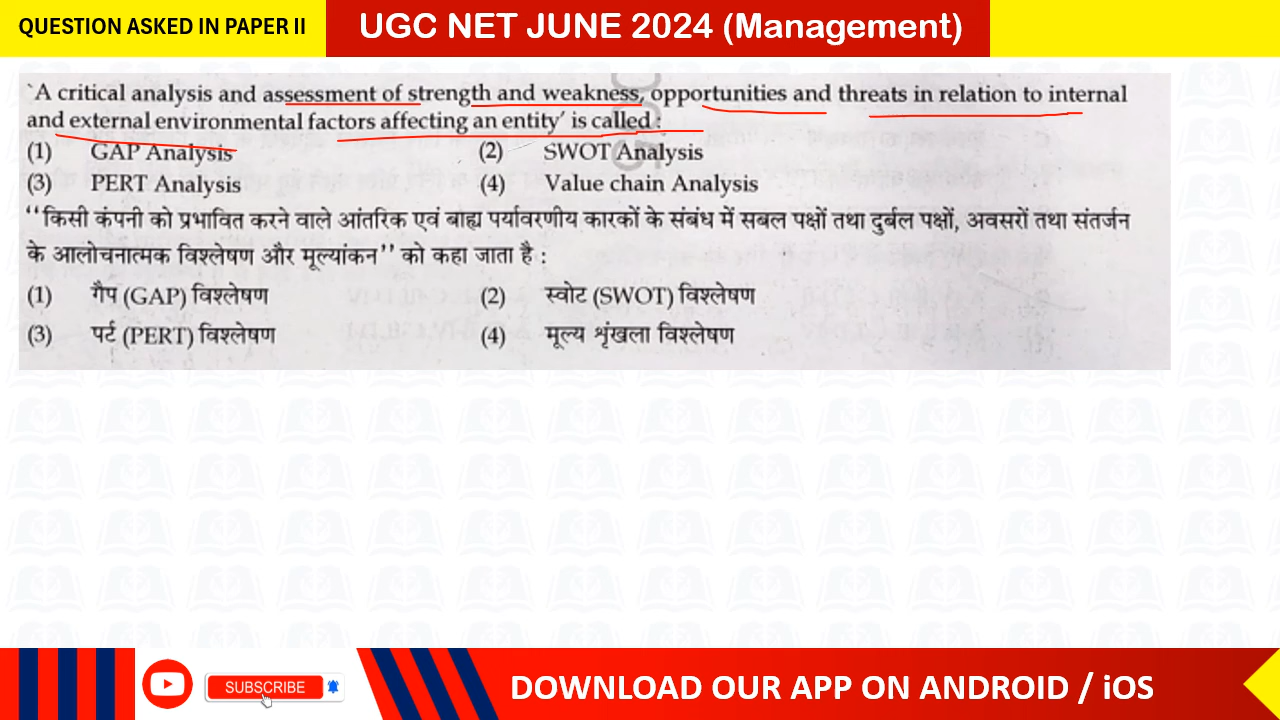 QUESTION ASKED IN PAPER II
UGC NET JUNE 2024 (Management)
`A critical analysis and assessment of strength and weakness, opportunities and threats in relation to internal
and external environmental factors affecting an entity' is called :
(1) GAP Analysis (2) SWOT Analysis
(3) PERT Analysis (4) Value chain Analysis
‘‘किसी कंपनी को प्रभावित करने वाले आंतरिक एवं बाह्य पर्यावरणीय कारकों के संबंध में सबल पक्षों तथा दुर्बल पक्षों, अवसरों तथा संतर्जन
के आलोचनात्मक विश्लेषण और मूल्यांकन’’ को कहा जाता है :
(1) गैप (GAP) विश्लेषण (2) स्वोट (SWOT) विश्लेषण
(3) पर्ट (PERT) विश्लेषण (4) मूल्य श्रृंखला विश्लेषण
SUBSCRIBE
DOWNLOAD OUR APP ON ANDROID / iOS